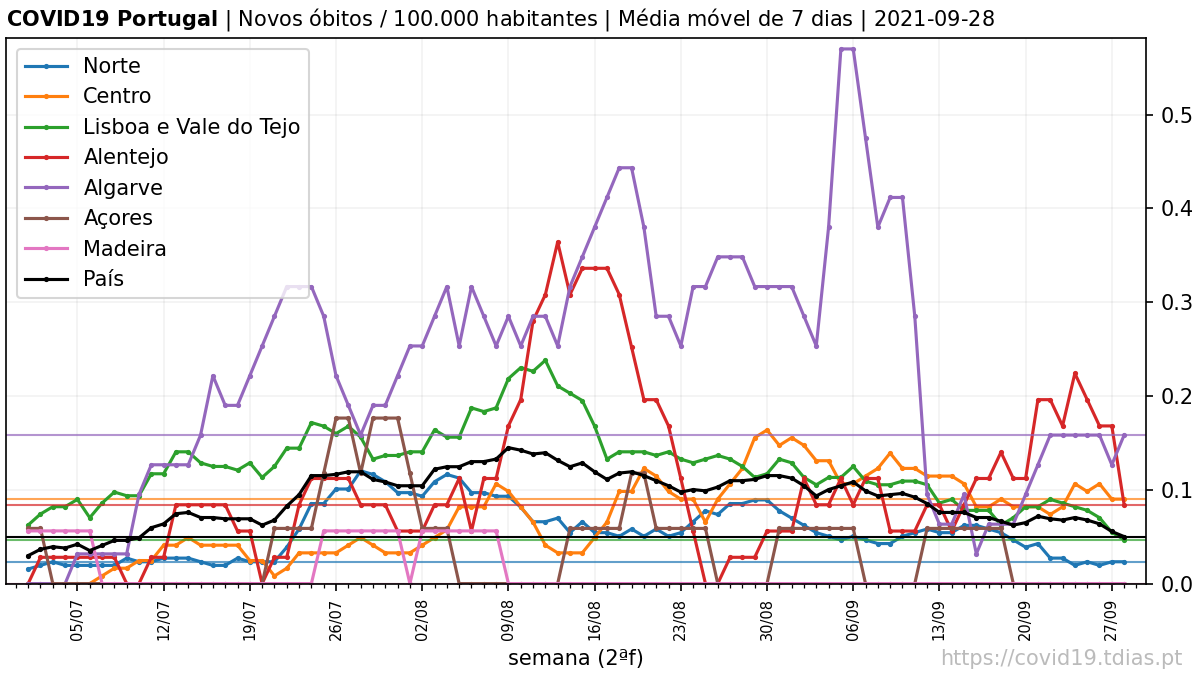 COVID19 Portugal | Novos óbitos / 100.000 habitantes | Média móvel de 7 dias | 2021-09-28
Norte
Centro
Lisboa e Vale do Tejo
Alentejo
Algarve
Açores
Madeira
País
0.5
0.4
0.3
0.2
0.1
0.0
05/07 12/07 19/07 26/07 02/08 09/08 16/08 23/08 30/08 06/09 13/09 20/09 27/09
semana (2ªf)
https://covid19.tdias.pt